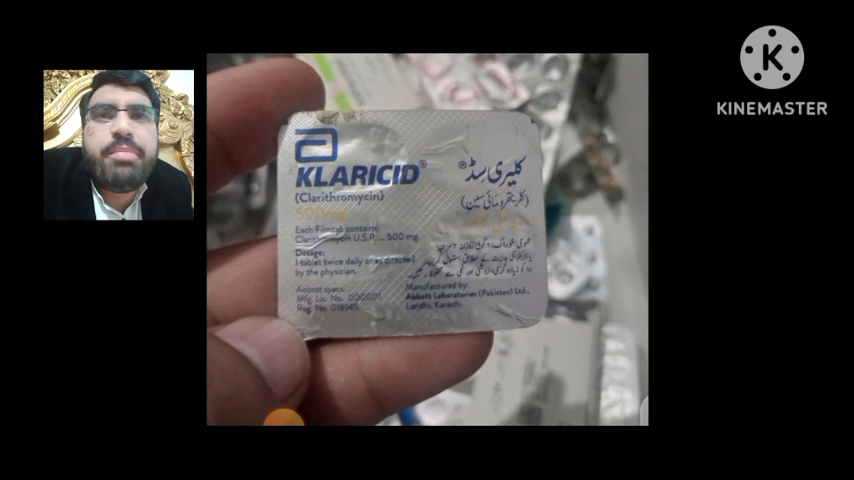 KINEMASTER
KLARICID®
(Clarithromycin)
500mg
Each Filmtab contains:
Clarithromycin U.S.P. ... 500 mg.
Dosage:
1 tablet twice daily or as directed
by the physician.
Abbott specs.
Mfg. Lic. No. 000001
Reg. No. 018145
کلیری سڈ®
(کلریتھرومائی سین)
Manufactured by:
Abbott Laboratories (Pakistan) Ltd.,
Landhi, Karachi.